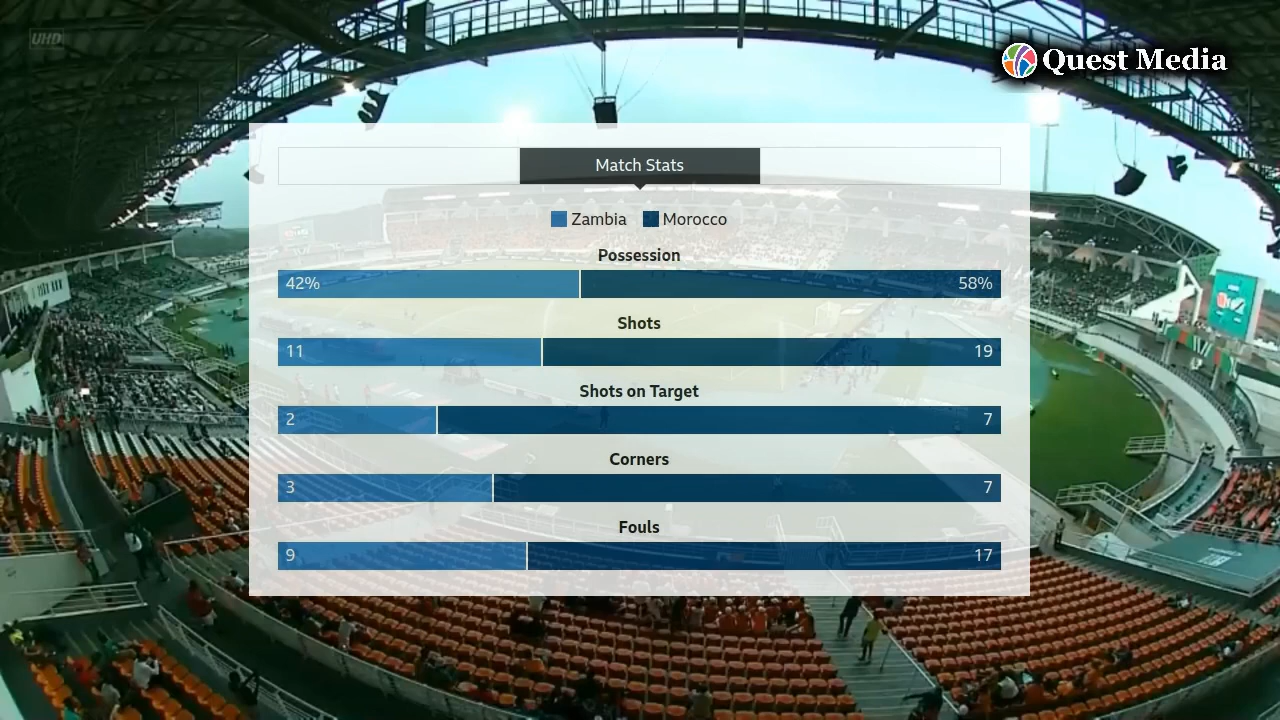 UHD
Quest Media
Match Stats
Zambia Morocco
Possession
42% 58%
Shots
11 19
Shots on Target
2 7
Corners
3 7
Fouls
9 17